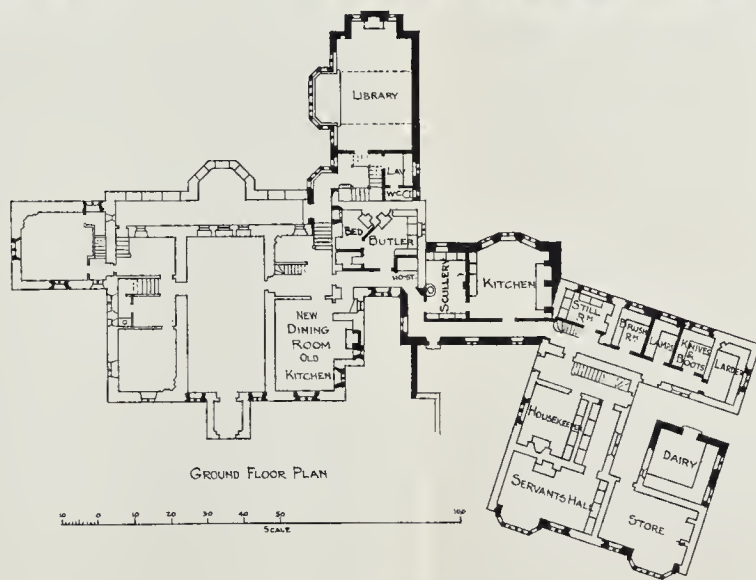 LIBRARY
LAV
W.C.
BED
BUTLER
HOIST
SCULLERY
KITCHEN
NEW
DINING
ROOM
OLD
KITCHEN
STILL
RM
BRUSH
RM
LAMPS
KNIVES
&
BOOTS
LARDER
HOUSEKEEPER
SERVANTS HALL
DAIRY
STORE
GROUND FLOOR PLAN
10 0 10 20 30 40 50 100
SCALE